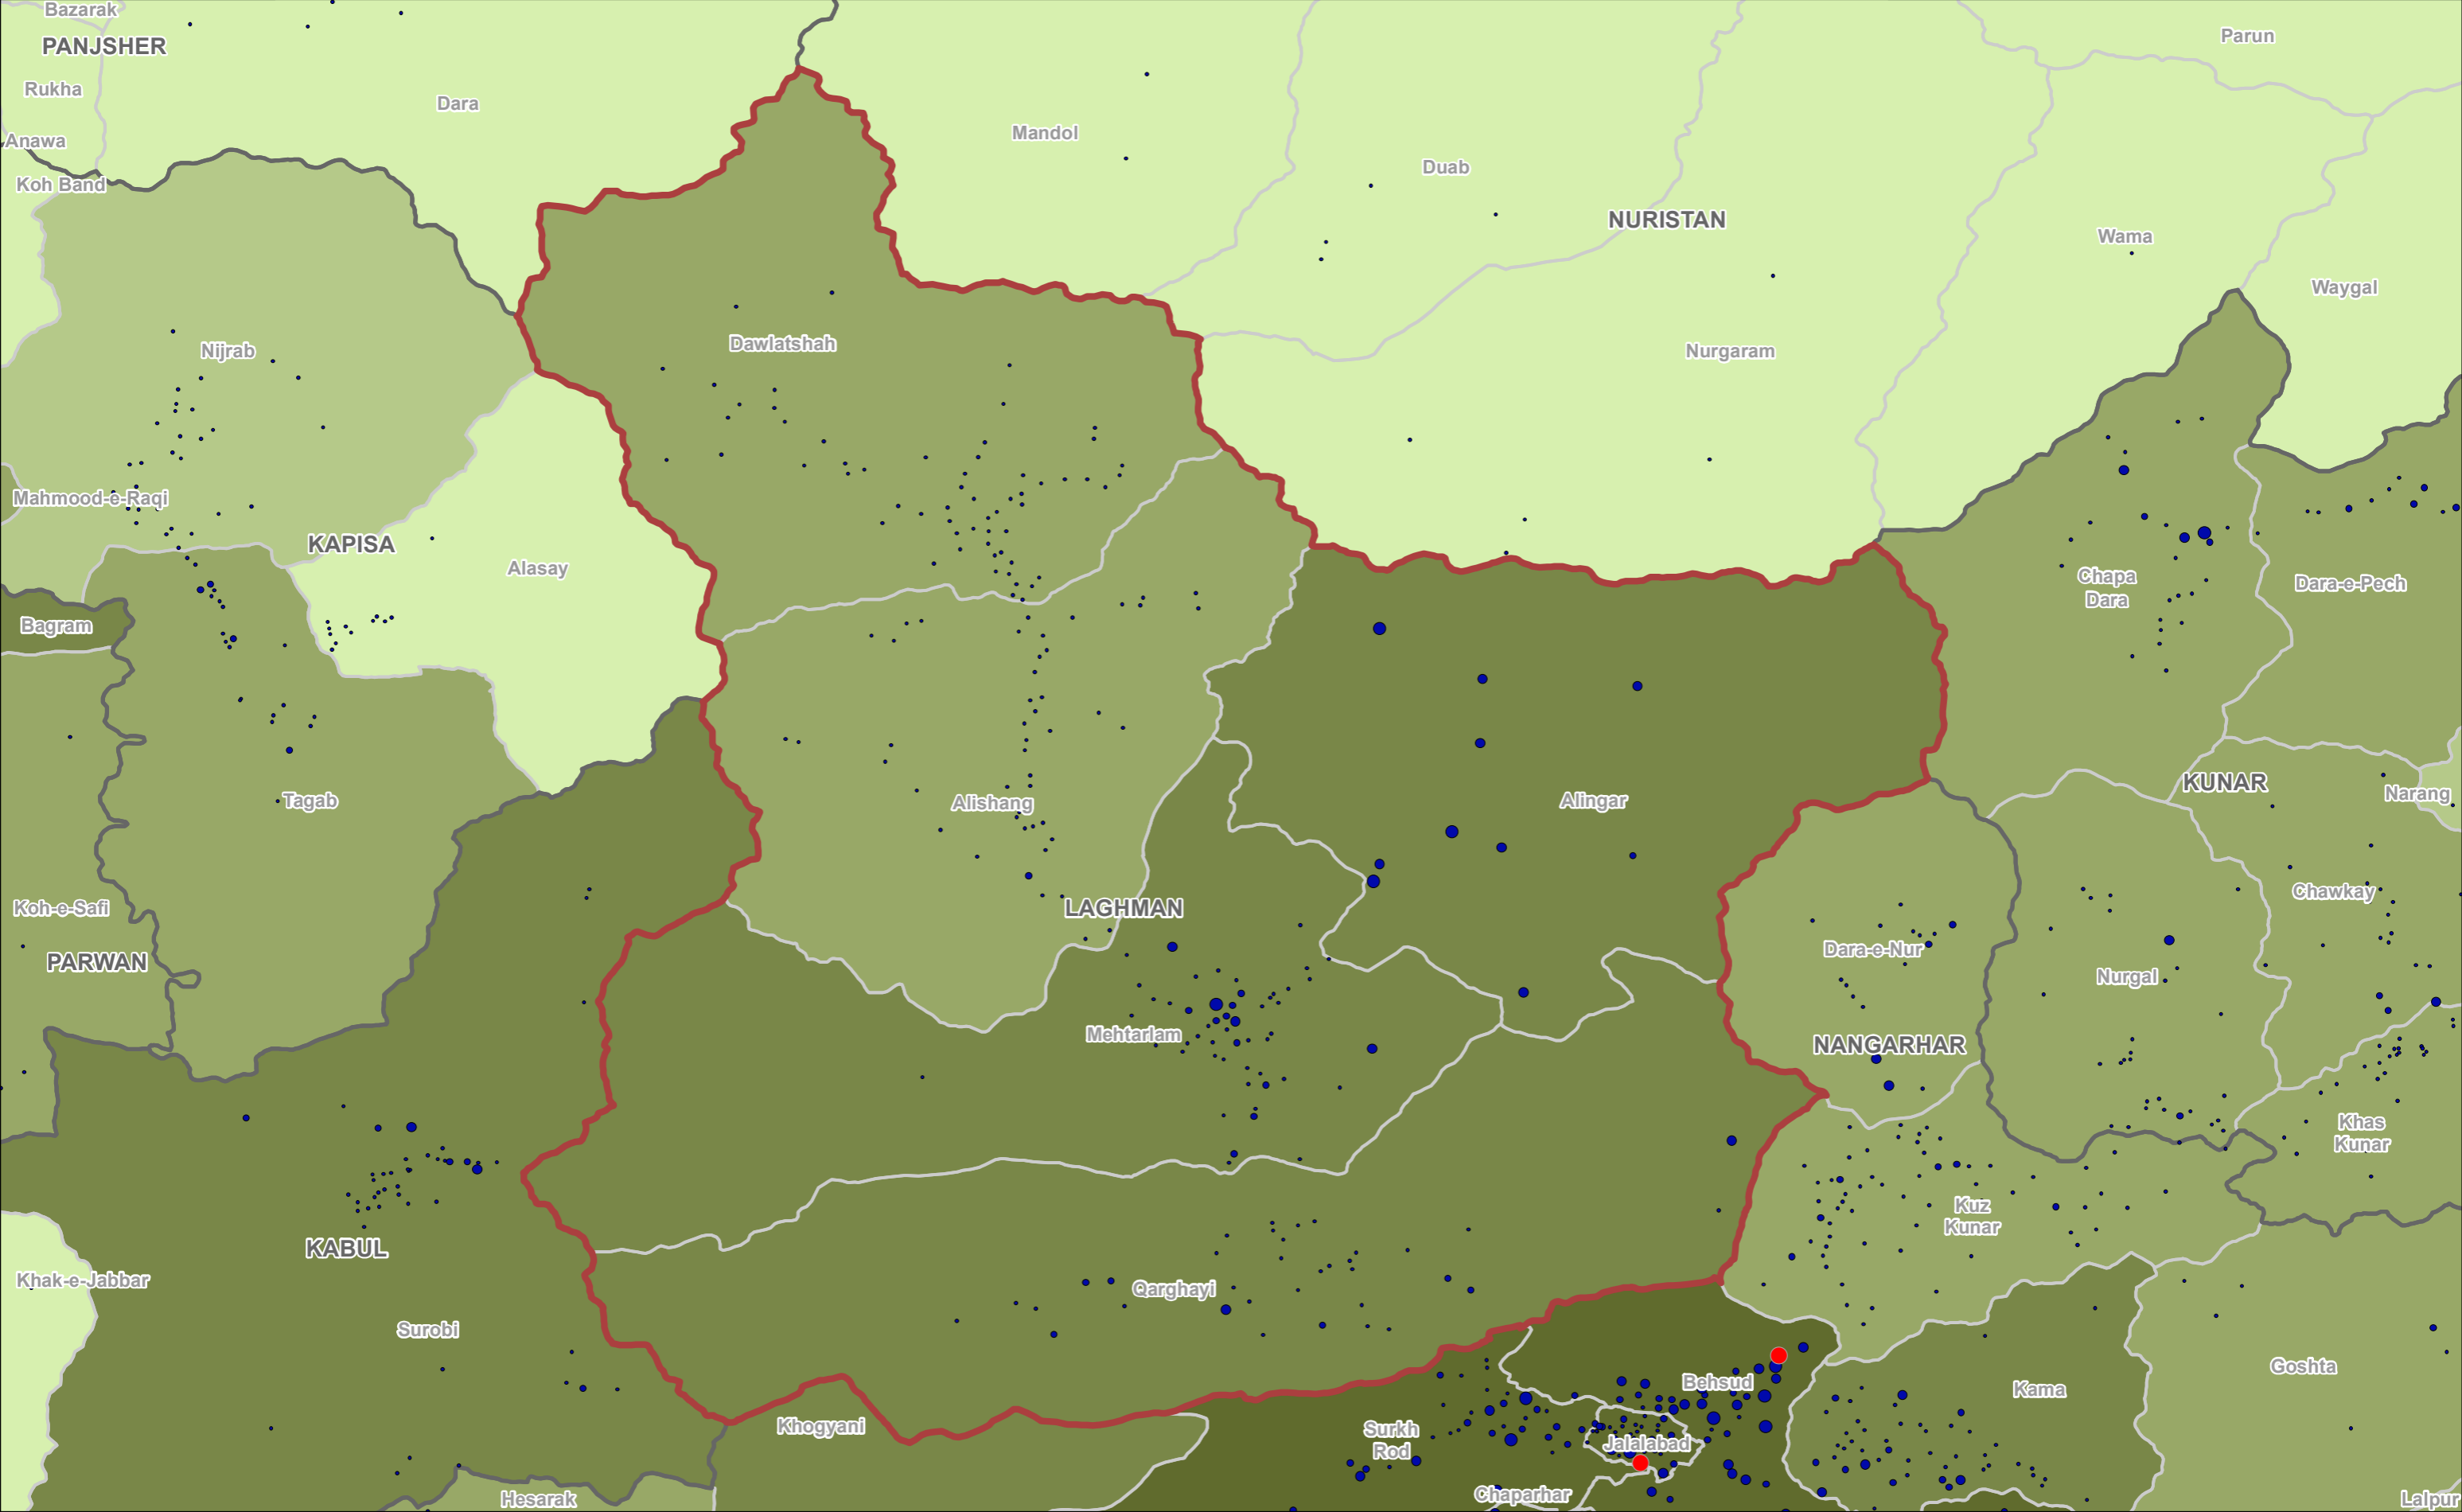 Bazarak
PANJSHER
Parun
Rukha
Dara
Mandol
Anawa
Duab
Koh Band
NURISTAN
Wama
Waygal
Nijrab
Dawlatshah
Nurgaram
Mahmood-e-Raqi
KAPISA
Alasay
Chapa
Dara
Dara-e-Pech
Bagram
KUNAR
Narang
Tagab
Alishang
Alingar
Chawkay
Koh-e-Safi
LAGHMAN
Dara-e-Nur
PARWAN
Nurgal
Mehtarlam
NANGARHAR
Khas
Kunar
Kuz
Kunar
KABUL
Khak-e-Jabbar
Qarghayi
Surobi
Goshta
Behsud
Kama
Khogyani
Surkh
Rod
Jalalabad
Hesarak
Chaparhar
Lalpur